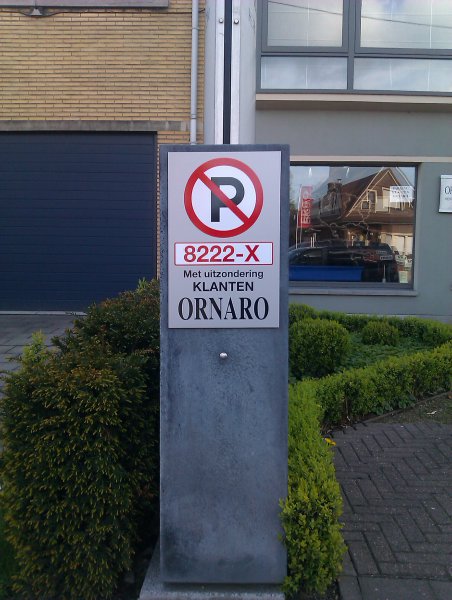 P
8222-X
Met uitzondering
KLANTEN
ORNARO